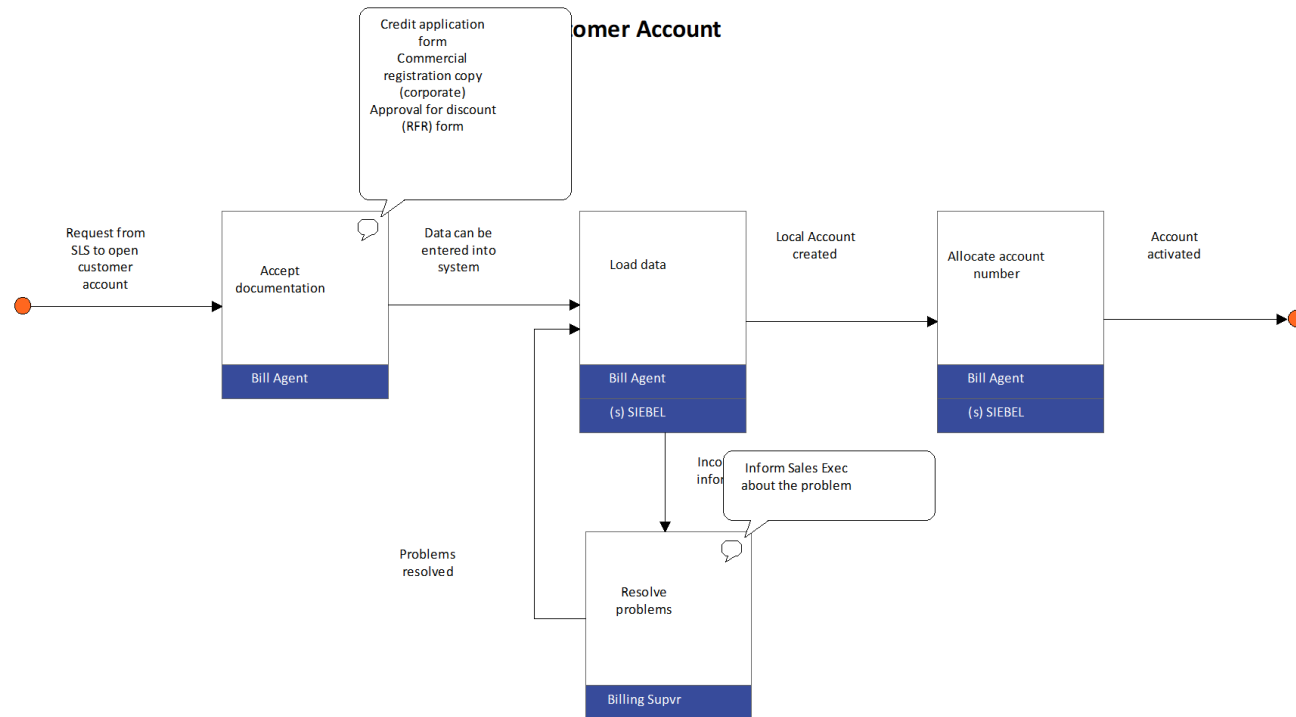 Credit application
form
Commercial
registration copy
(corporate)
Approval for discount
(RFR) form
omer Account
Request from
SLS to open
customer
account
Accept
documentation
Bill Agent
Data can be
entered into
system
Load data
Bill Agent
(s) SIEBEL
Local Account
created
Allocate account
number
Bill Agent
(s) SIEBEL
Account
activated
Inform Sales Exec
about the problem
Problems
resolved
Resolve
problems
Billing Supvr